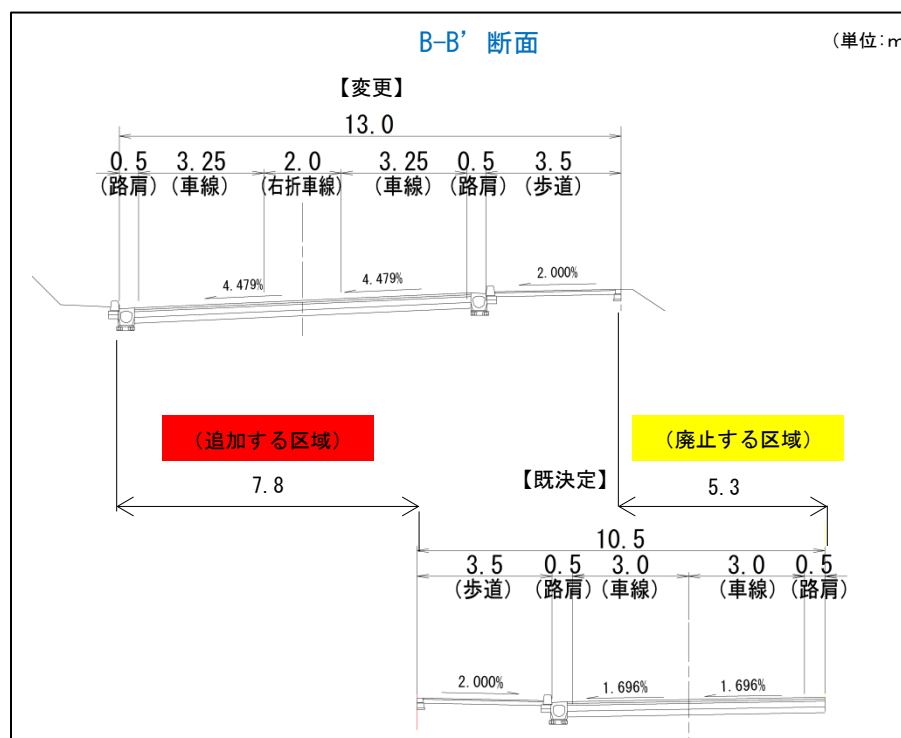 B-B’ 断面
(単位:m
【変更】
13.0
0.5 3.25 2.0 3.25 0.5 3.5
(路肩) (車線) (右折車線) (車線) (路肩) (歩道)
4.479% 4.479% 2.000%
(追加する区域) (廃止する区域)
7.8 【既決定】 5.3
10.5
3.5 0.5 3.0 3.0 0.5
(歩道) (路肩) (車線) (車線) (路肩)
2.000% 1.696% 1.696%